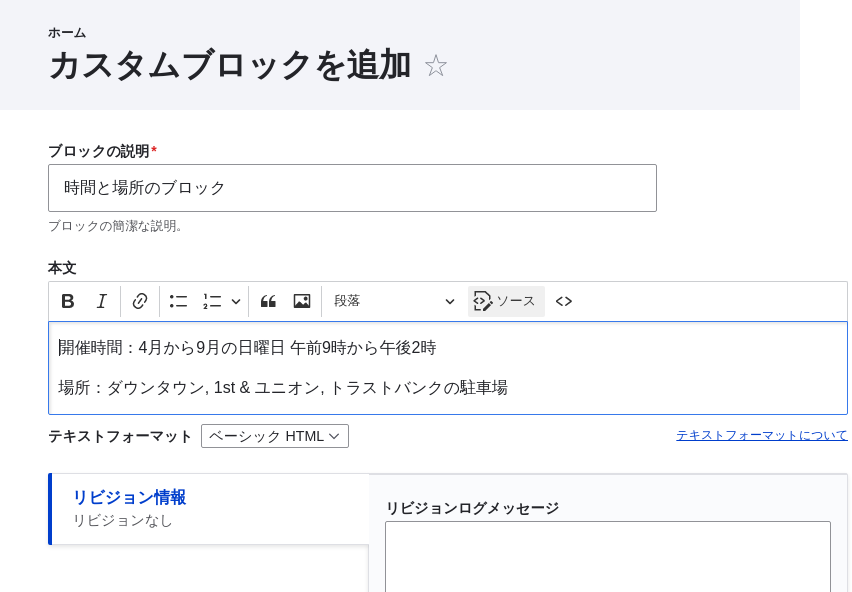 ホーム
カスタムブロックを追加
ブロックの説明*
時間と場所のブロック
ブロックの簡潔な説明。
本文
段落 ソース
開催時間：4月から9月の日曜日 午前9時から午後2時
場所：ダウンタウン, 1st & ユニオン, トラストバンクの駐車場
テキストフォーマット ベーシック HTML テキストフォーマットについて
リビジョン情報
リビジョンなし
リビジョンログメッセージ